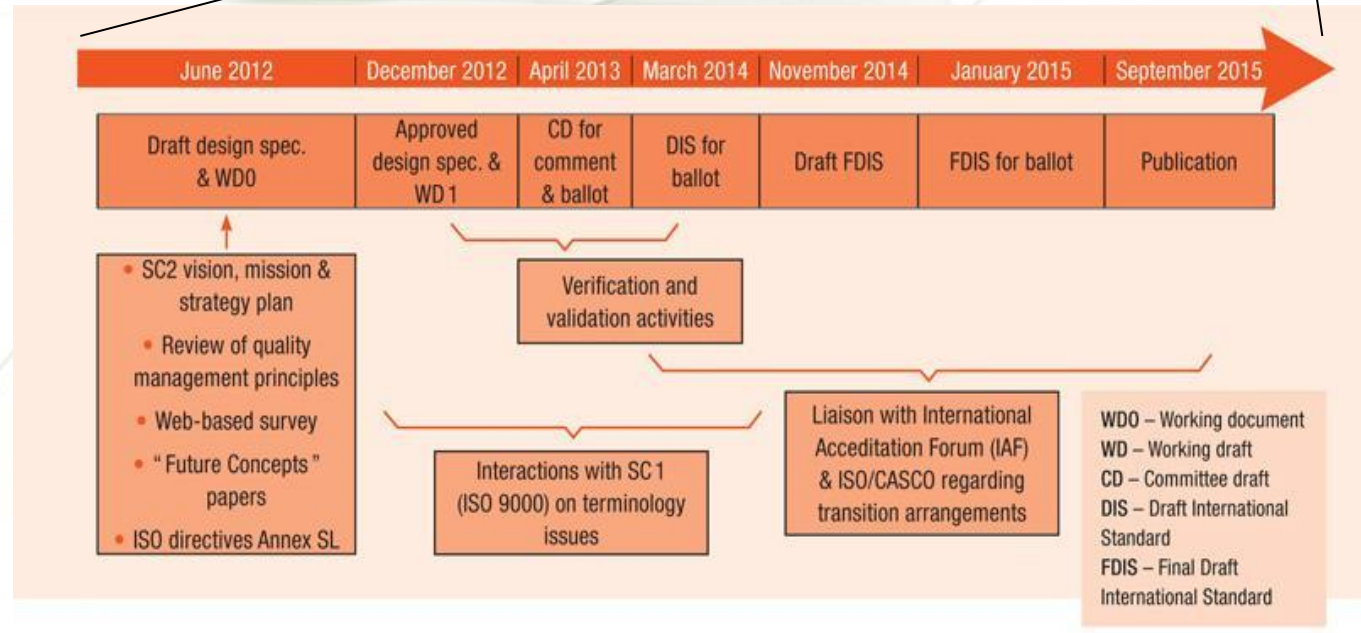 June 2012
December 2012
April 2013
March 2014
November 2014
January 2015
September 2015
Draft design spec.
& WD0
Approved
design spec. &
WD 1
CD for
comment
& ballot
DIS for
ballot
Draft FDIS
FDIS for ballot
Publication
• SC2 vision, mission &
strategy plan
• Review of quality
management principles
• Web-based survey
• “ Future Concepts ”
papers
• ISO directives Annex SL
Verification and
validation activities
Interactions with SC 1
(ISO 9000) on terminology
issues
Liaison with International
Acceditation Forum (IAF)
& ISO/CASCO regarding
transition arrangements
WDO – Working document
WD – Working draft
CD – Committee draft
DIS – Draft International
Standard
FDIS – Final Draft
International Standard